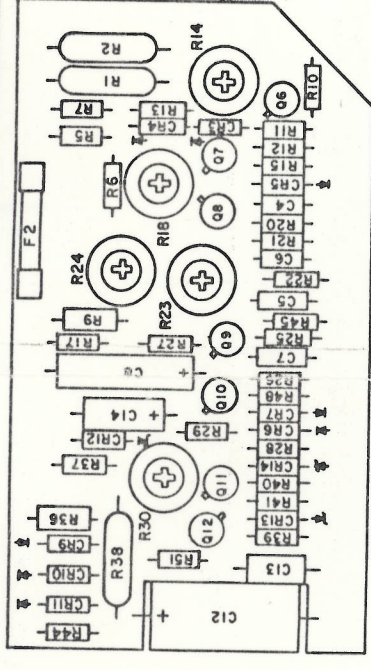 R14
R2
R1
R10
Q6
R7
R13
R5
CR4
CR3
R11
R12
Q7
R15
R6
CR5
Q8
C4
R18
R20
R21
C6
R24
R22
C5
F2
R23
R9
R45
R17
R27
Q9
R25
C7
+
Q10
R48
C14 +
CR7
CR12
R29
CR6
R28
R37
CR14
Q11
R40
R30
R41
R36
Q12
CR13
CR9
R39
R38
R51
CR10
C13
CR11
+
C12
R44